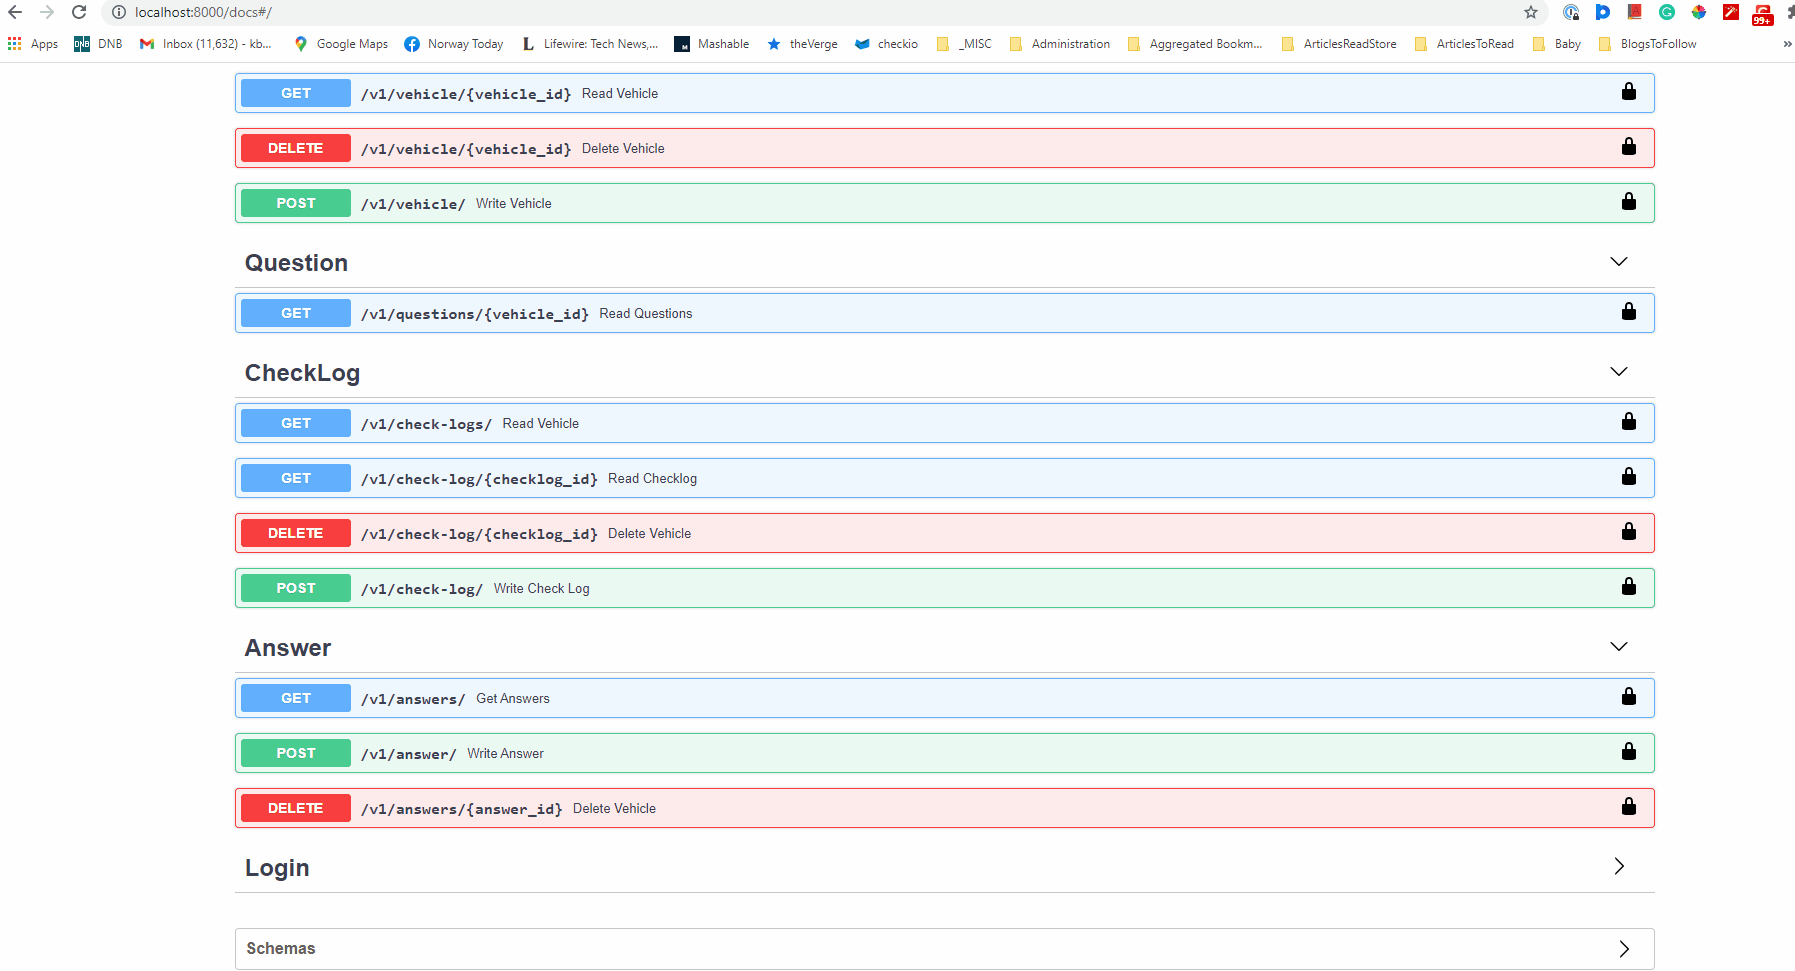 localhost:8000/docs#/
Apps DNB DNB Inbox (11,632) - kb... Google Maps Norway Today L Lifewire: Tech News,... M Mashable theVerge checkio _MISC Administration Aggregated Bookm... ArticlesReadStore ArticlesToRead Baby BlogsToFollow »
99+
GET /v1/vehicle/{vehicle_id} Read Vehicle
DELETE /v1/vehicle/{vehicle_id} Delete Vehicle
POST /v1/vehicle/ Write Vehicle
Question
GET /v1/questions/{vehicle_id} Read Questions
CheckLog
GET /v1/check-logs/ Read Vehicle
GET /v1/check-log/{checklog_id} Read Checklog
DELETE /v1/check-log/{checklog_id} Delete Vehicle
POST /v1/check-log/ Write Check Log
Answer
GET /v1/answers/ Get Answers
POST /v1/answer/ Write Answer
DELETE /v1/answers/{answer_id} Delete Vehicle
Login
Schemas